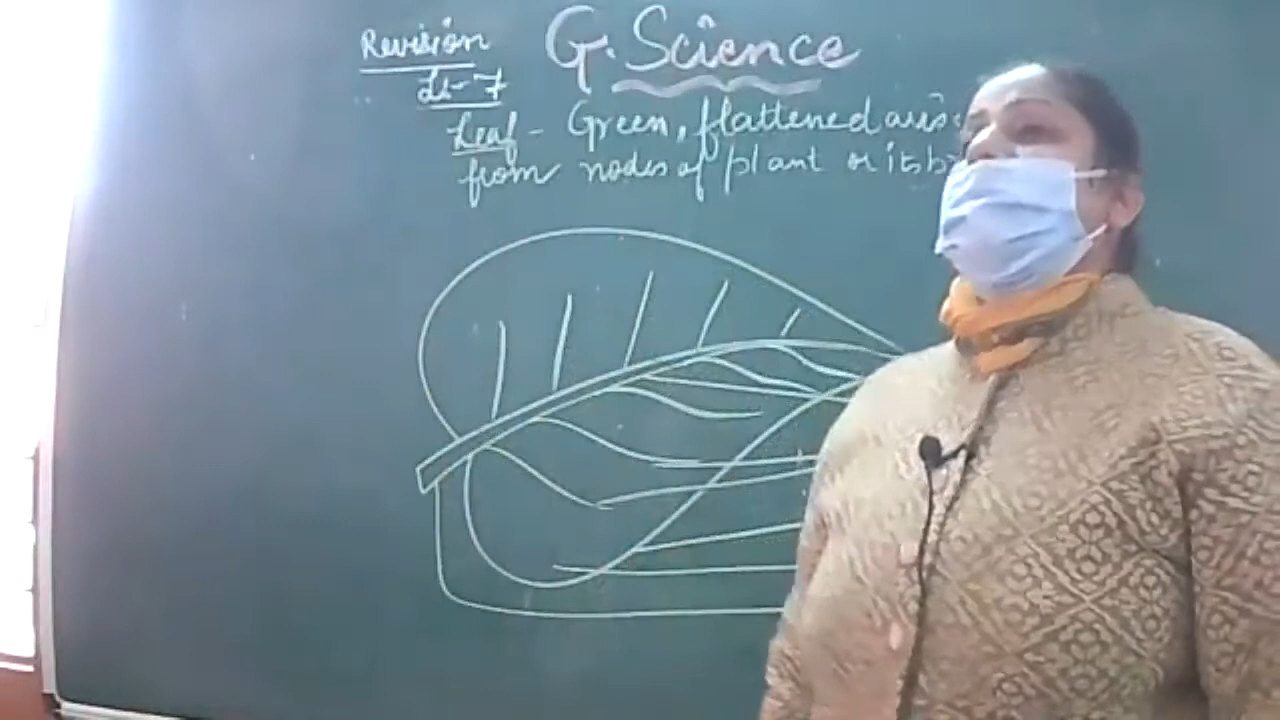 Revision
G. Science
Ls-7
Leaf - Green, flattened aris
from nodes of plant or its b